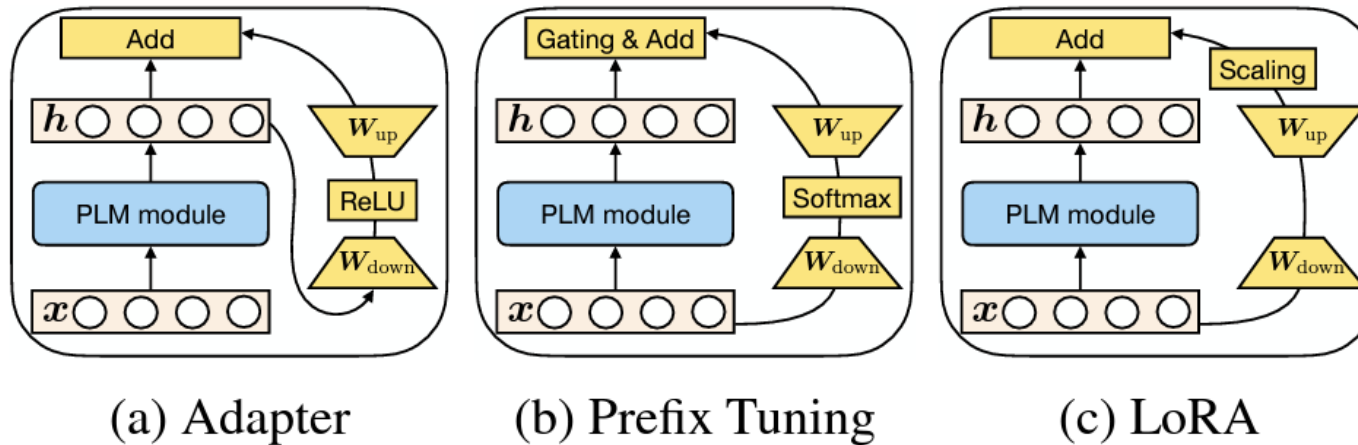 Add
h
W_up
PLM module
ReLU
W_down
x
(a) Adapter
Gating & Add
h
W_up
PLM module
Softmax
W_down
x
(b) Prefix Tuning
Add
Scaling
h
W_up
PLM module
W_down
x
(c) LoRA